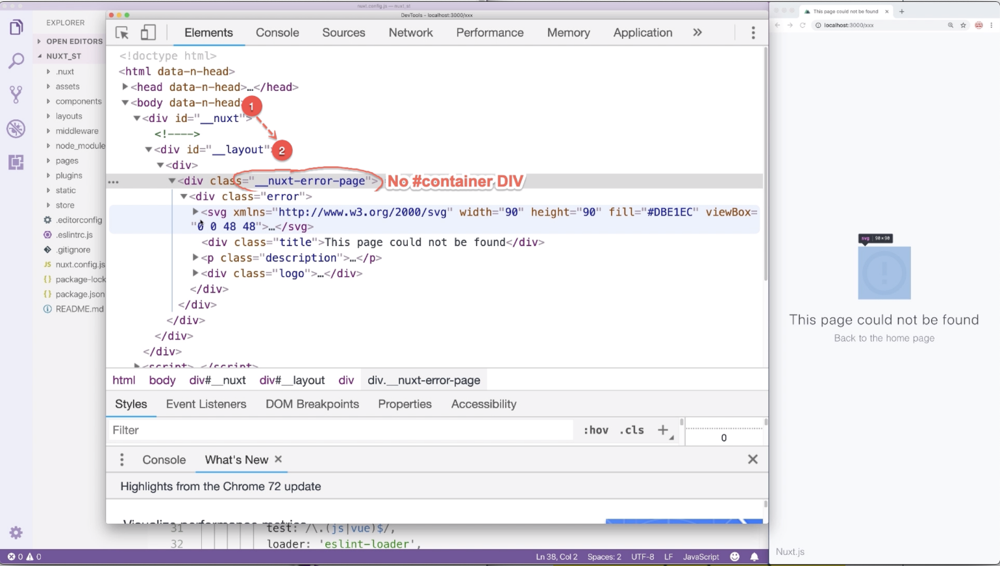 nuxt.config.js — nuxt_st
EXPLORER
OPEN EDITORS
NUXT_ST
.nuxt
assets
components
layouts
middleware
node_module
pages
plugins
static
store
.editorconfig
.eslintrc.js
.gitignore
JS nuxt.config.js
{} package-lock
{} package.json
README.md
DevTools - localhost:3000/xxx
Elements Console Sources Network Performance Memory Application »
<!doctype html>
<html data-n-head>
<head data-n-head>…</head>
<body data-n-head>
1
<div id="__nuxt">
<!---->
<div id="__layout"
2
<div>
<div class="__nuxt-error-page"> No #container DIV
<div class="error">
<svg xmlns="http://www.w3.org/2000/svg" width="90" height="90" fill="#DBE1EC" viewBox=
"0 0 48 48">…</svg>
<div class="title">This page could not be found</div>
<p class="description">…</p>
<div class="logo">…</div>
</div>
</div>
</div>
</div>
</div>
<script>…</script>
html body div#__nuxt div#__layout div div.__nuxt-error-page
Styles Event Listeners DOM Breakpoints Properties Accessibility
Filter :hov .cls +
0
Console What's New ×
Highlights from the Chrome 72 update
Visualize performance metrics
31 test: /\.(js|vue)$/,
32 loader: 'eslint-loader',
0 0 Ln 38, Col 2 Spaces: 2 UTF-8 LF JavaScript
This page could not be found
localhost:3000/xxx
svg 90×90
This page could not be found
Back to the home page
Nuxt.js